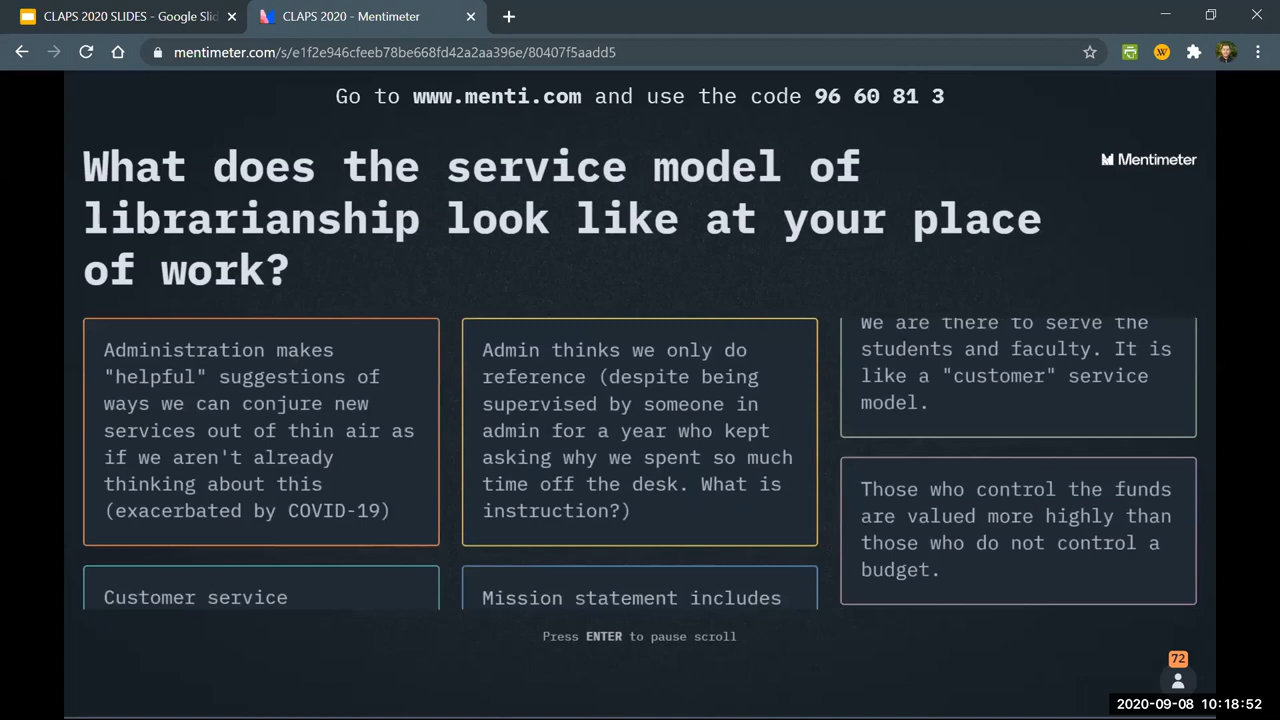 CLAPS 2020 SLIDES - Google Slid
CLAPS 2020 - Mentimeter
mentimeter.com/s/e1f2e946cfeeb78be668fd42a2aa396e/80407f5aadd5
Go to www.menti.com and use the code 96 60 81 3
What does the service model of
librarianship look like at your place
of work?
Mentimeter
Administration makes
"helpful" suggestions of
ways we can conjure new
services out of thin air as
if we aren't already
thinking about this
(exacerbated by COVID-19)
Customer service
Admin thinks we only do
reference (despite being
supervised by someone in
admin for a year who kept
asking why we spent so much
time off the desk. What is
instruction?)
Mission statement includes
We are there to serve the
students and faculty. It is
like a "customer" service
model.
Those who control the funds
are valued more highly than
those who do not control a
budget.
Press ENTER to pause scroll
72
2020-09-08 10:18:52